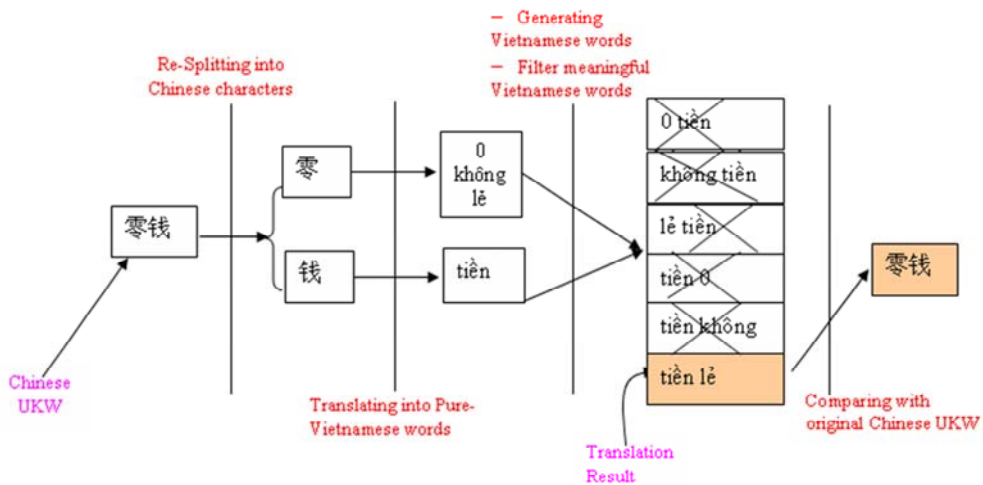 — Generating
Vietnamese words
— Filter meaningful
Vietnamese words
Re-Splitting into
Chinese characters
零钱
零
钱
0
không
lẻ
tiền
0 tiền
không tiền
lẻ tiền
tiền 0
tiền không
tiền lẻ
零钱
Chinese
UKW
Translating into Pure-
Vietnamese words
Translation
Result
Comparing with
original Chinese UKW